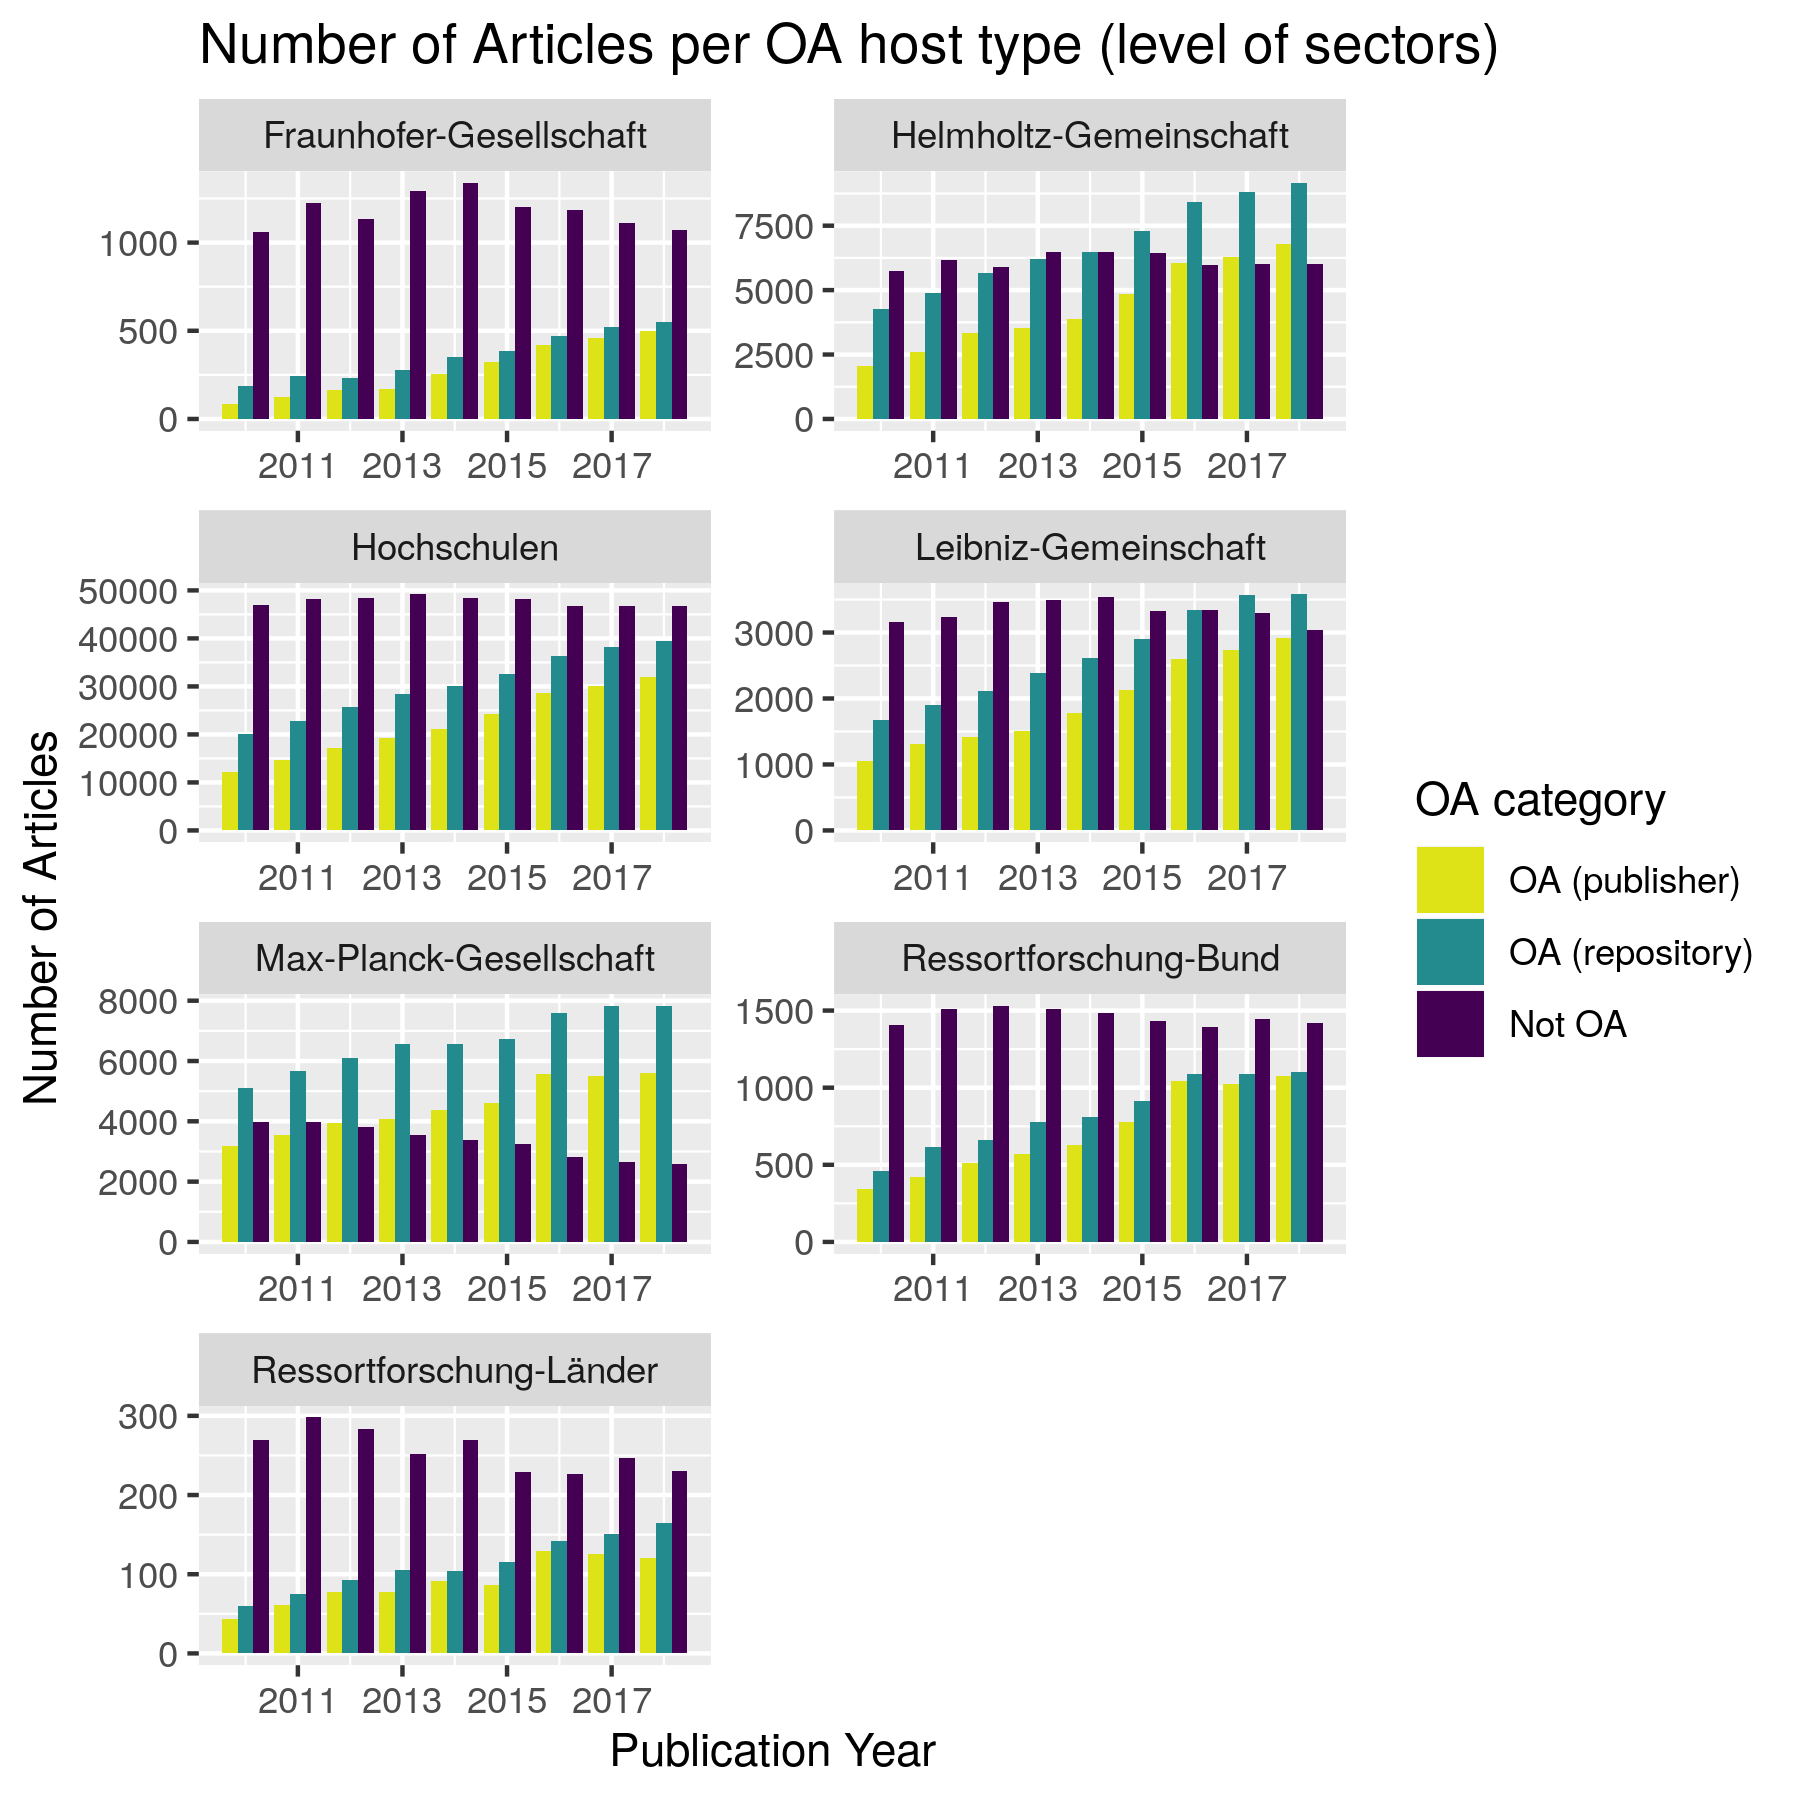 Number of Articles per OA host type (level of sectors)
Fraunhofer-Gesellschaft
1000
500
0
2011 2013 2015 2017
Helmholtz-Gemeinschaft
7500
5000
2500
0
2011 2013 2015 2017
Hochschulen
50000
40000
30000
20000
10000
0
2011 2013 2015 2017
Leibniz-Gemeinschaft
3000
2000
1000
0
2011 2013 2015 2017
Max-Planck-Gesellschaft
8000
6000
4000
2000
0
2011 2013 2015 2017
Ressortforschung-Bund
1500
1000
500
0
2011 2013 2015 2017
Ressortforschung-Länder
300
200
100
0
2011 2013 2015 2017
Number of Articles
Publication Year
OA category
OA (publisher)
OA (repository)
Not OA